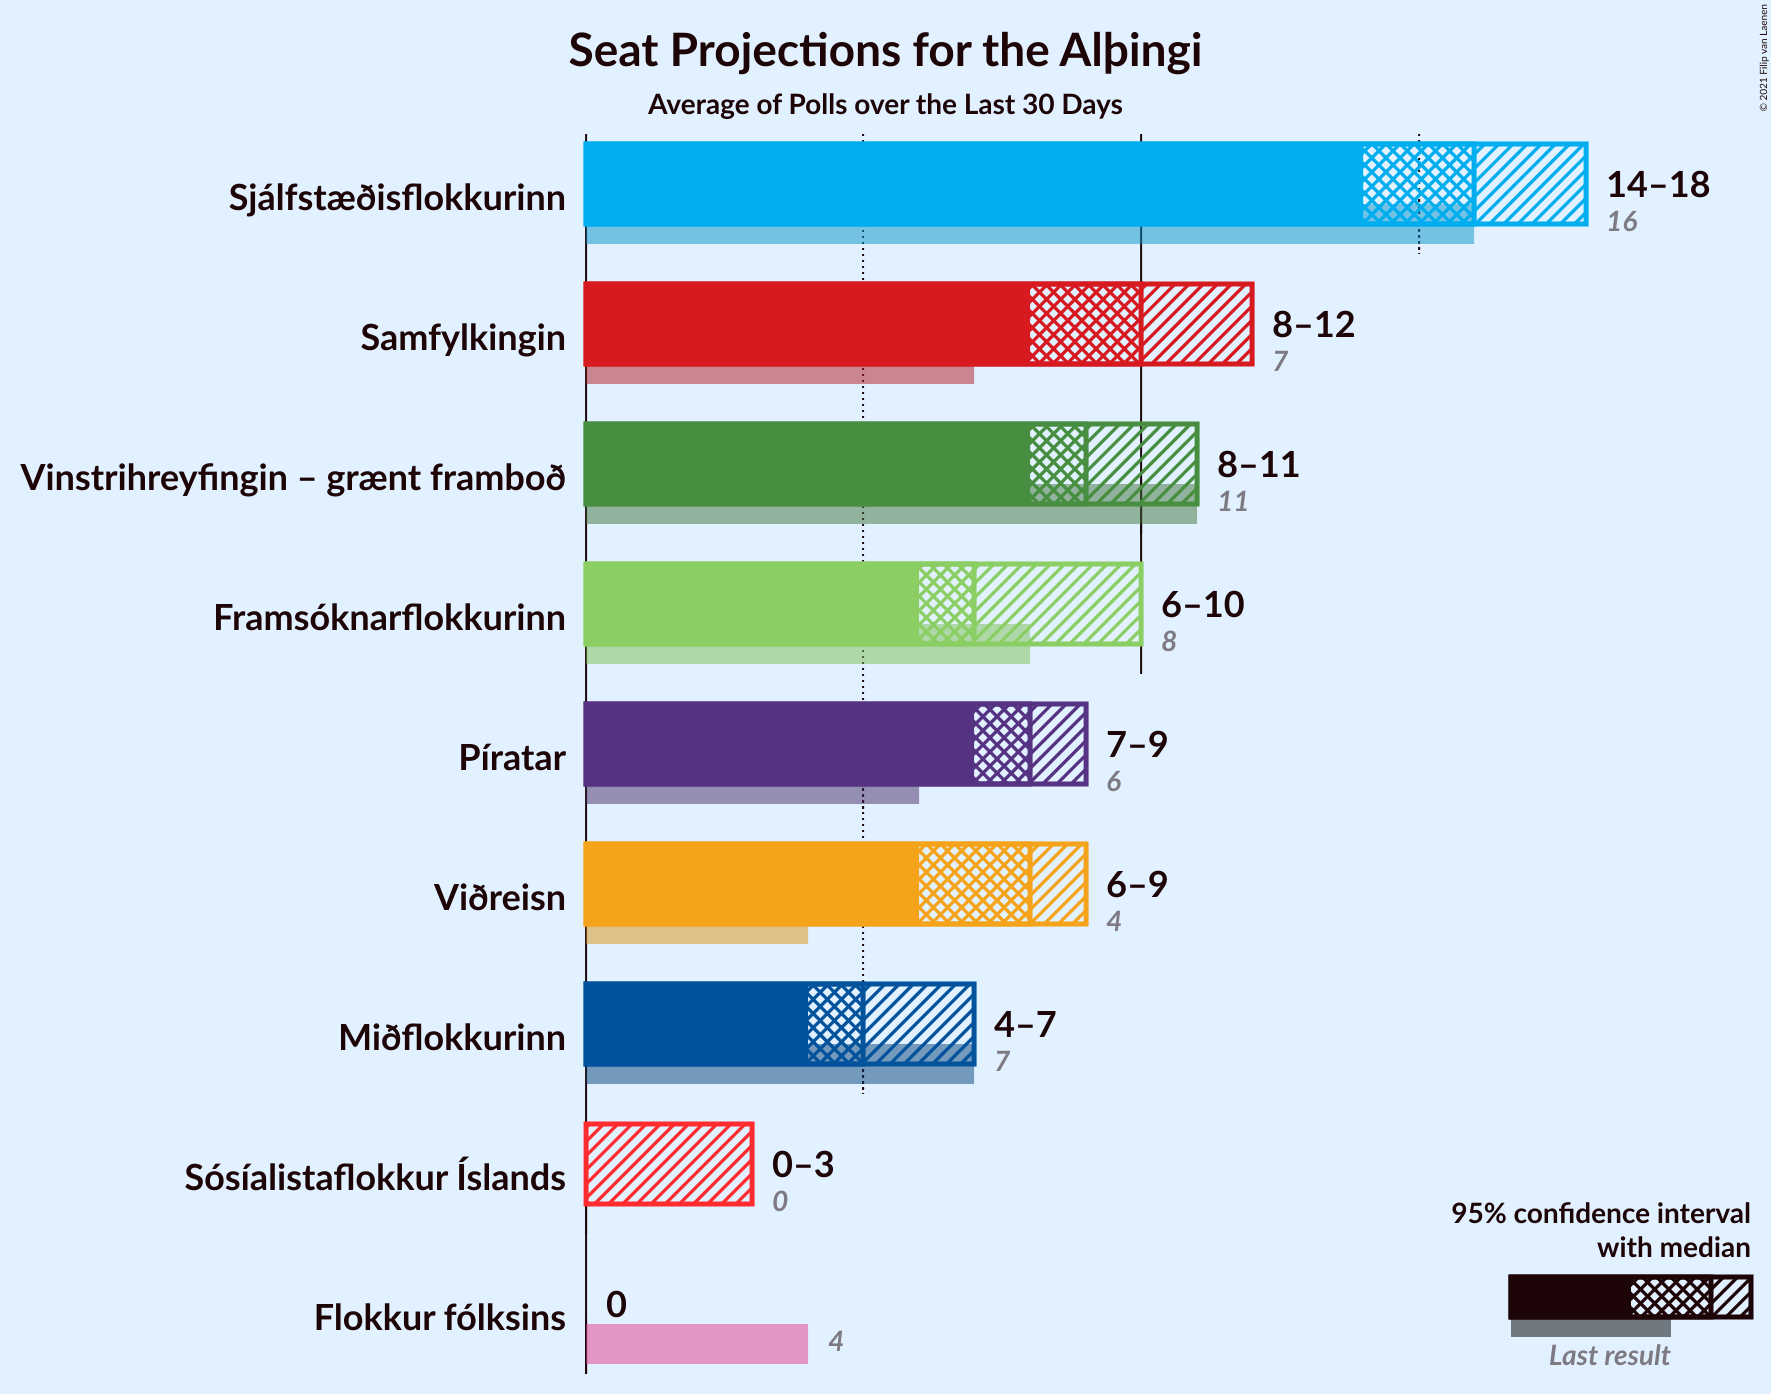 Seat Projections for the Alþingi
Average of Polls over the Last 30 Days
© 2021 Filip van Laenen
Sjálfstæðisflokkurinn
14–18
16
Samfylkingin
8–12
7
Vinstrihreyfingin – grænt framboð
8–11
11
Framsóknarflokkurinn
6–10
8
Píratar
7–9
6
Viðreisn
6–9
4
Miðflokkurinn
4–7
7
Sósíalistaflokkur Íslands
0–3
0
Flokkur fólksins
0
4
95% confidence interval
with median
Last result